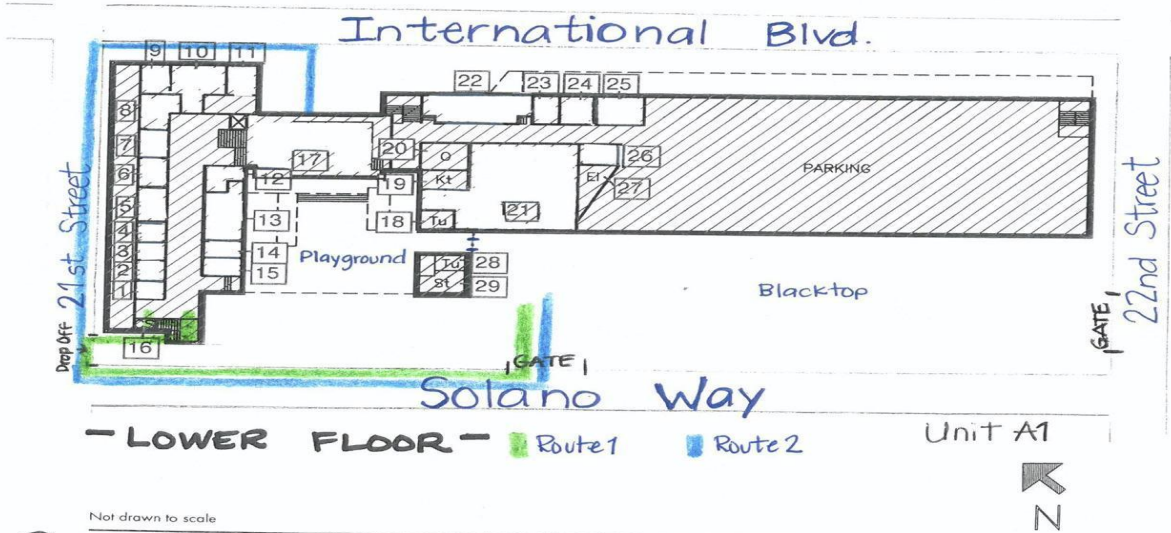 International Blvd.
9 10 11
22 23 24 25
8
7
6
5
4
3
2
1
17
20
O
26
PARKING
12
19
Kt
El
27
13
18
Tu
21
14
15
Playground
Tu
28
St
29
Blacktop
21st Street
22nd Street
Drop Off
16
GATE
GATE
Solano Way
- LOWER FLOOR -
Route 1
Route 2
Unit A1
N
Not drawn to scale